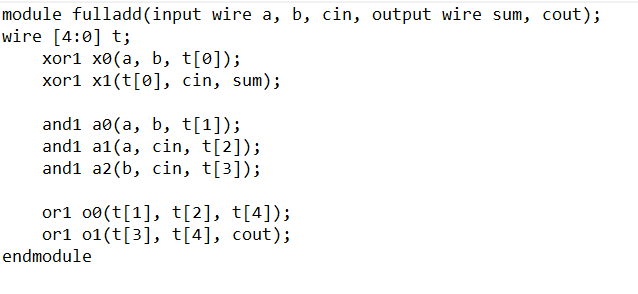 module fulladd(input wire a, b, cin, output wire sum, cout);
wire [4:0] t;
    xor1 x0(a, b, t[0]);
    xor1 x1(t[0], cin, sum);

    and1 a0(a, b, t[1]);
    and1 a1(a, cin, t[2]);
    and1 a2(b, cin, t[3]);

    or1 o0(t[1], t[2], t[4]);
    or1 o1(t[3], t[4], cout);
endmodule